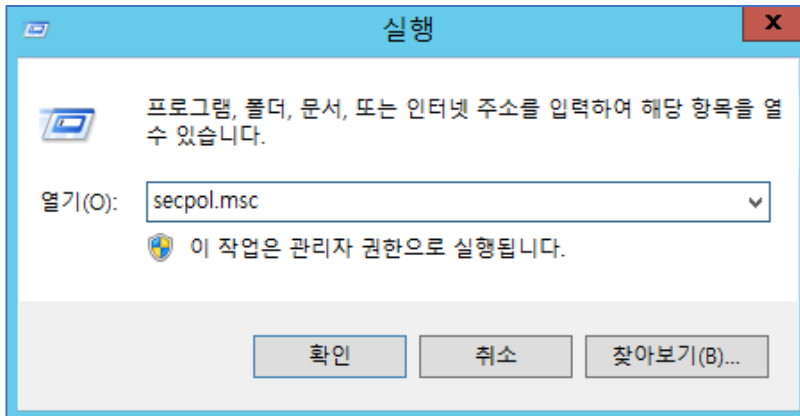 실행
프로그램, 폴더, 문서, 또는 인터넷 주소를 입력하여 해당 항목을 열
수 있습니다.
열기(O): secpol.msc
이 작업은 관리자 권한으로 실행됩니다.
확인 취소 찾아보기(B)...